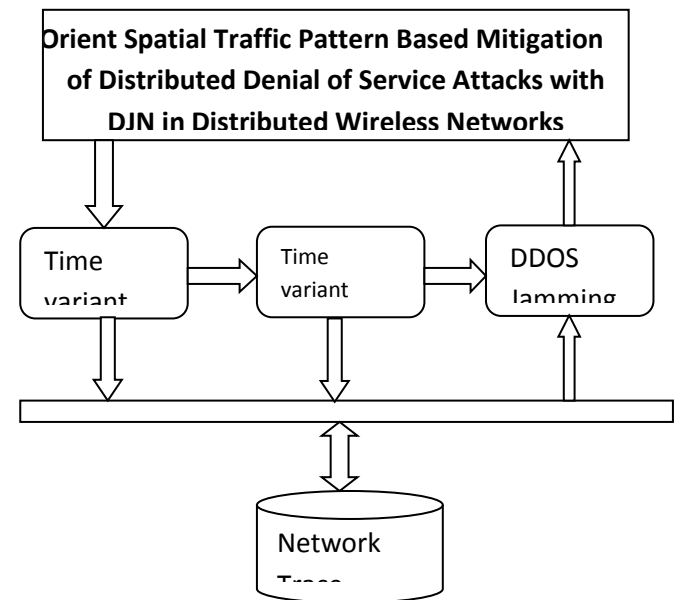 Orient Spatial Traffic Pattern Based Mitigation
of Distributed Denial of Service Attacks with
DJN in Distributed Wireless Networks
Time
variant
Time
variant
DDOS
Jamming
Network
Trace